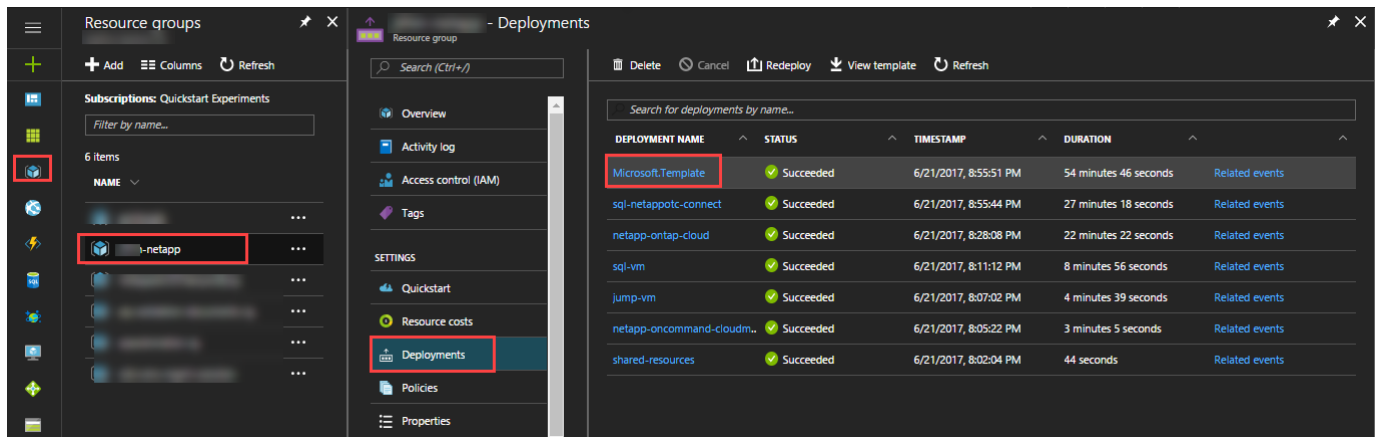 Resource groups
- Deployments
Resource group
Add Columns Refresh
Search (Ctrl+/)
Delete Cancel Redeploy View template Refresh
Subscriptions: Quickstart Experiments
Filter by name...
6 items
NAME
-netapp
Overview
Activity log
Access control (IAM)
Tags
SETTINGS
Quickstart
Resource costs
Deployments
Policies
Properties
Search for deployments by name...
DEPLOYMENT NAME STATUS TIMESTAMP DURATION
Microsoft.Template Succeeded 6/21/2017, 8:55:51 PM 54 minutes 46 seconds Related events
sql-netappotc-connect Succeeded 6/21/2017, 8:55:44 PM 27 minutes 18 seconds Related events
netapp-ontap-cloud Succeeded 6/21/2017, 8:28:08 PM 22 minutes 22 seconds Related events
sql-vm Succeeded 6/21/2017, 8:11:12 PM 8 minutes 56 seconds Related events
jump-vm Succeeded 6/21/2017, 8:07:02 PM 4 minutes 39 seconds Related events
netapp-oncommand-cloudm.. Succeeded 6/21/2017, 8:05:22 PM 3 minutes 5 seconds Related events
shared-resources Succeeded 6/21/2017, 8:02:04 PM 44 seconds Related events